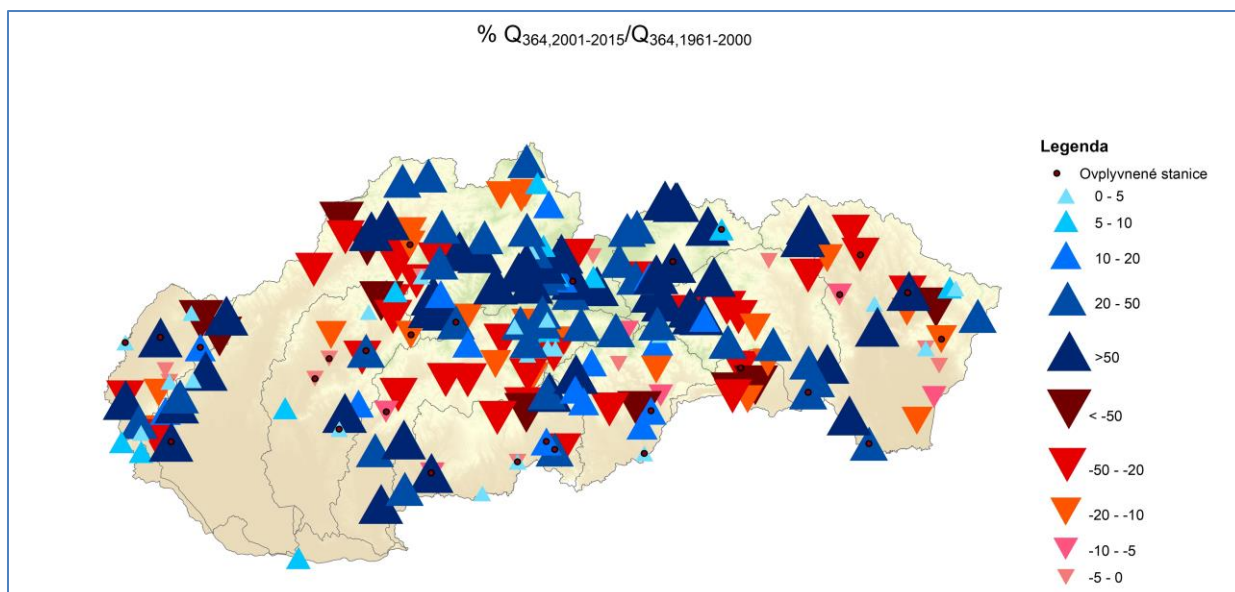 % Q364,2001-2015/Q364,1961-2000
Legenda
Ovplyvnené stanice
0 - 5
5 - 10
10 - 20
20 - 50
>50
< -50
-50 - -20
-20 - -10
-10 - -5
-5 - 0